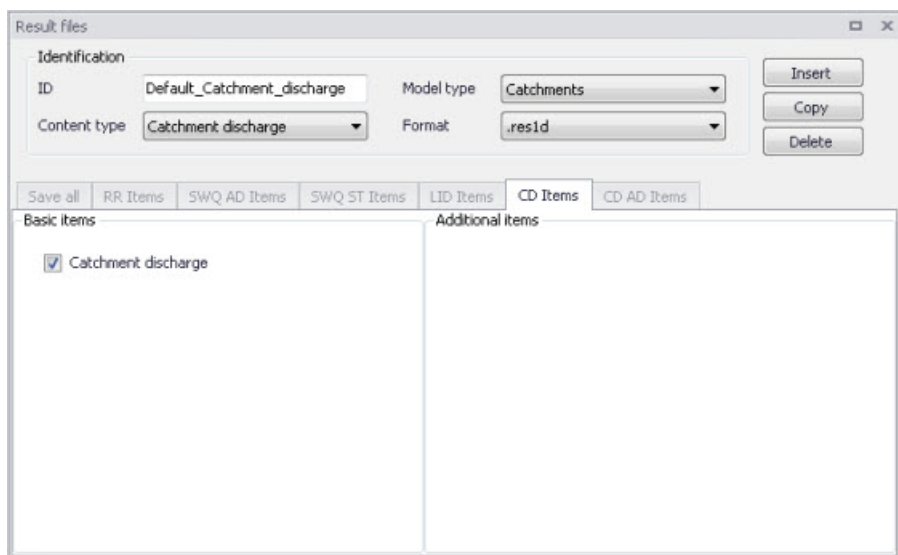 Result files
Identification
ID Default_Catchment_discharge Model type Catchments Insert
Copy
Content type Catchment discharge Format .res1d
Delete
Save all RR Items SWQ AD Items SWQ ST Items LID Items CD Items CD AD Items
Basic items Additional items
Catchment discharge